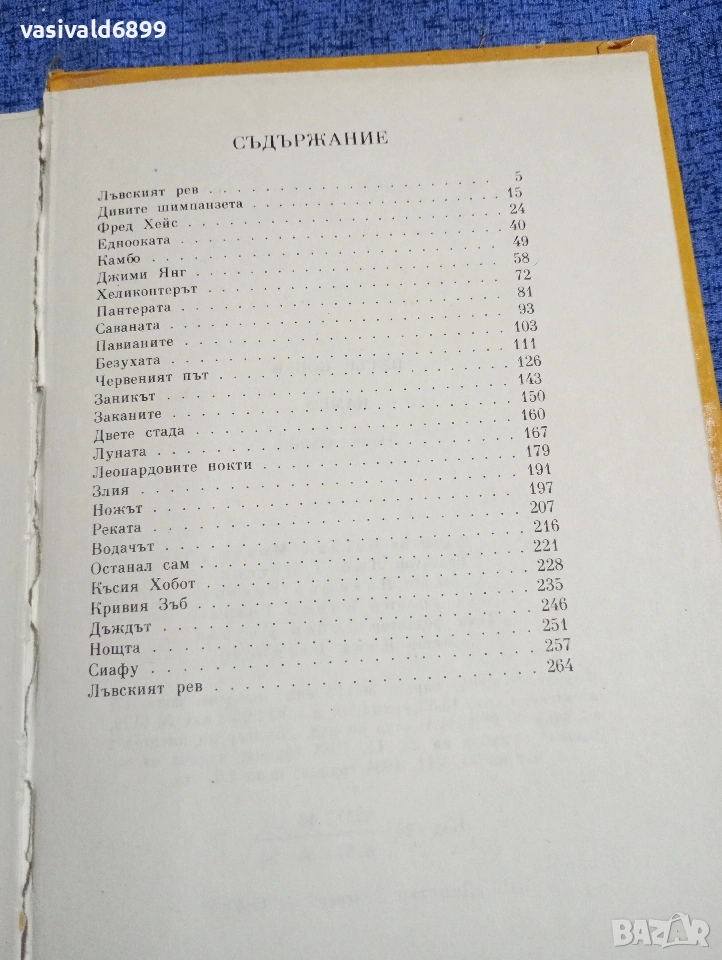 vasivald6899
СЪДЪРЖАНИЕ
Лъвският рев . . . . . . . . . . . . . . . . . . 5
Дивите шимпанзета . . . . . . . . . . . . . . . . 15
Фред Хейс . . . . . . . . . . . . . . . . . . . . 24
Еднооката . . . . . . . . . . . . . . . . . . . . 40
Камбо . . . . . . . . . . . . . . . . . . . . . . 49
Джими Янг . . . . . . . . . . . . . . . . . . . . 58
Хеликоптерът . . . . . . . . . . . . . . . . . . . 72
Пантерата . . . . . . . . . . . . . . . . . . . . 81
Саваната . . . . . . . . . . . . . . . . . . . . . 93
Павианите . . . . . . . . . . . . . . . . . . . . 103
Безухата . . . . . . . . . . . . . . . . . . . . . 111
Червеният път . . . . . . . . . . . . . . . . . . 126
Заникът . . . . . . . . . . . . . . . . . . . . . 143
Заканите . . . . . . . . . . . . . . . . . . . . . 150
Двете стада . . . . . . . . . . . . . . . . . . . 160
Луната . . . . . . . . . . . . . . . . . . . . . . 167
Леопардовите нокти . . . . . . . . . . . . . . . . 179
Злия . . . . . . . . . . . . . . . . . . . . . . . 191
Ножът . . . . . . . . . . . . . . . . . . . . . . 197
Реката . . . . . . . . . . . . . . . . . . . . . . 207
Водачът . . . . . . . . . . . . . . . . . . . . . 216
Останал сам . . . . . . . . . . . . . . . . . . . 221
Късия Хобот . . . . . . . . . . . . . . . . . . . 228
Кривия Зъб . . . . . . . . . . . . . . . . . . . . 235
Дъждът . . . . . . . . . . . . . . . . . . . . . . 246
Нощта . . . . . . . . . . . . . . . . . . . . . . 251
Сиафу . . . . . . . . . . . . . . . . . . . . . . 257
Лъвският рев . . . . . . . . . . . . . . . . . . . 264
BAZAR